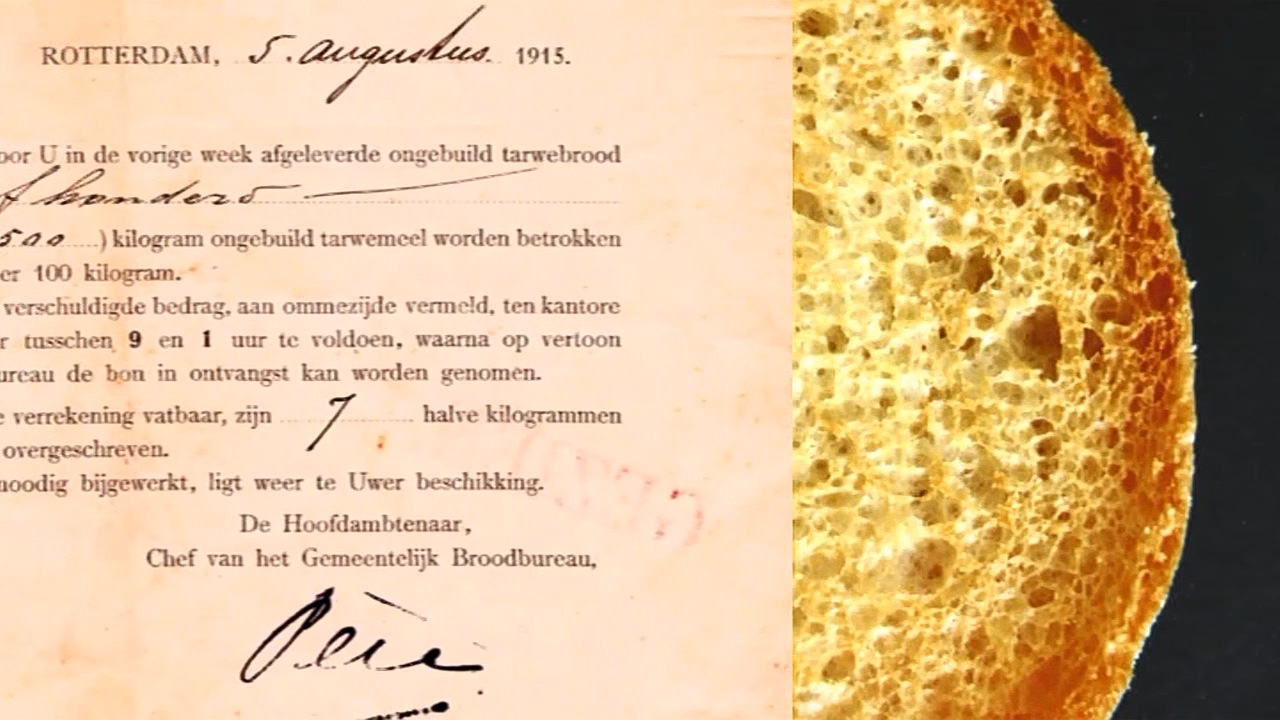 ROTTERDAM, 5. augustus. 1915.
oor U in de vorige week afgeleverde ongebuild tarwebrood
f honderd
500 ) kilogram ongebuild tarwemeel worden betrokken
er 100 kilogram.
verschuldigde bedrag, aan ommezijde vermeld, ten kantore
r tusschen 9 en 1 uur te voldoen, waarna op vertoon
ureau de bon in ontvangst kan worden genomen.
e verrekening vatbaar, zijn 7 halve kilogrammen
overgeschreven.
noodig bijgewerkt, ligt weer te Uwer beschikking.
De Hoofdambtenaar,
Chef van het Gemeentelijk Broodbureau,